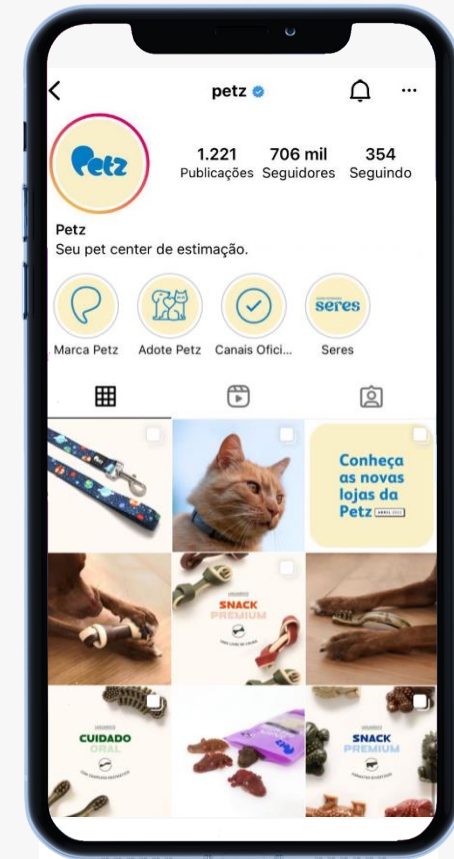 petz
Petz
1.221 706 mil 354
Publicações Seguidores Seguindo
Petz
Seu pet center de estimação.
seres
Marca Petz Adote Petz Canais Ofici... Seres
Conheça
as novas
lojas da
Petz
SNACK
PREMIUM
CUIDADO
ORAL
SNACK
PREMIUM